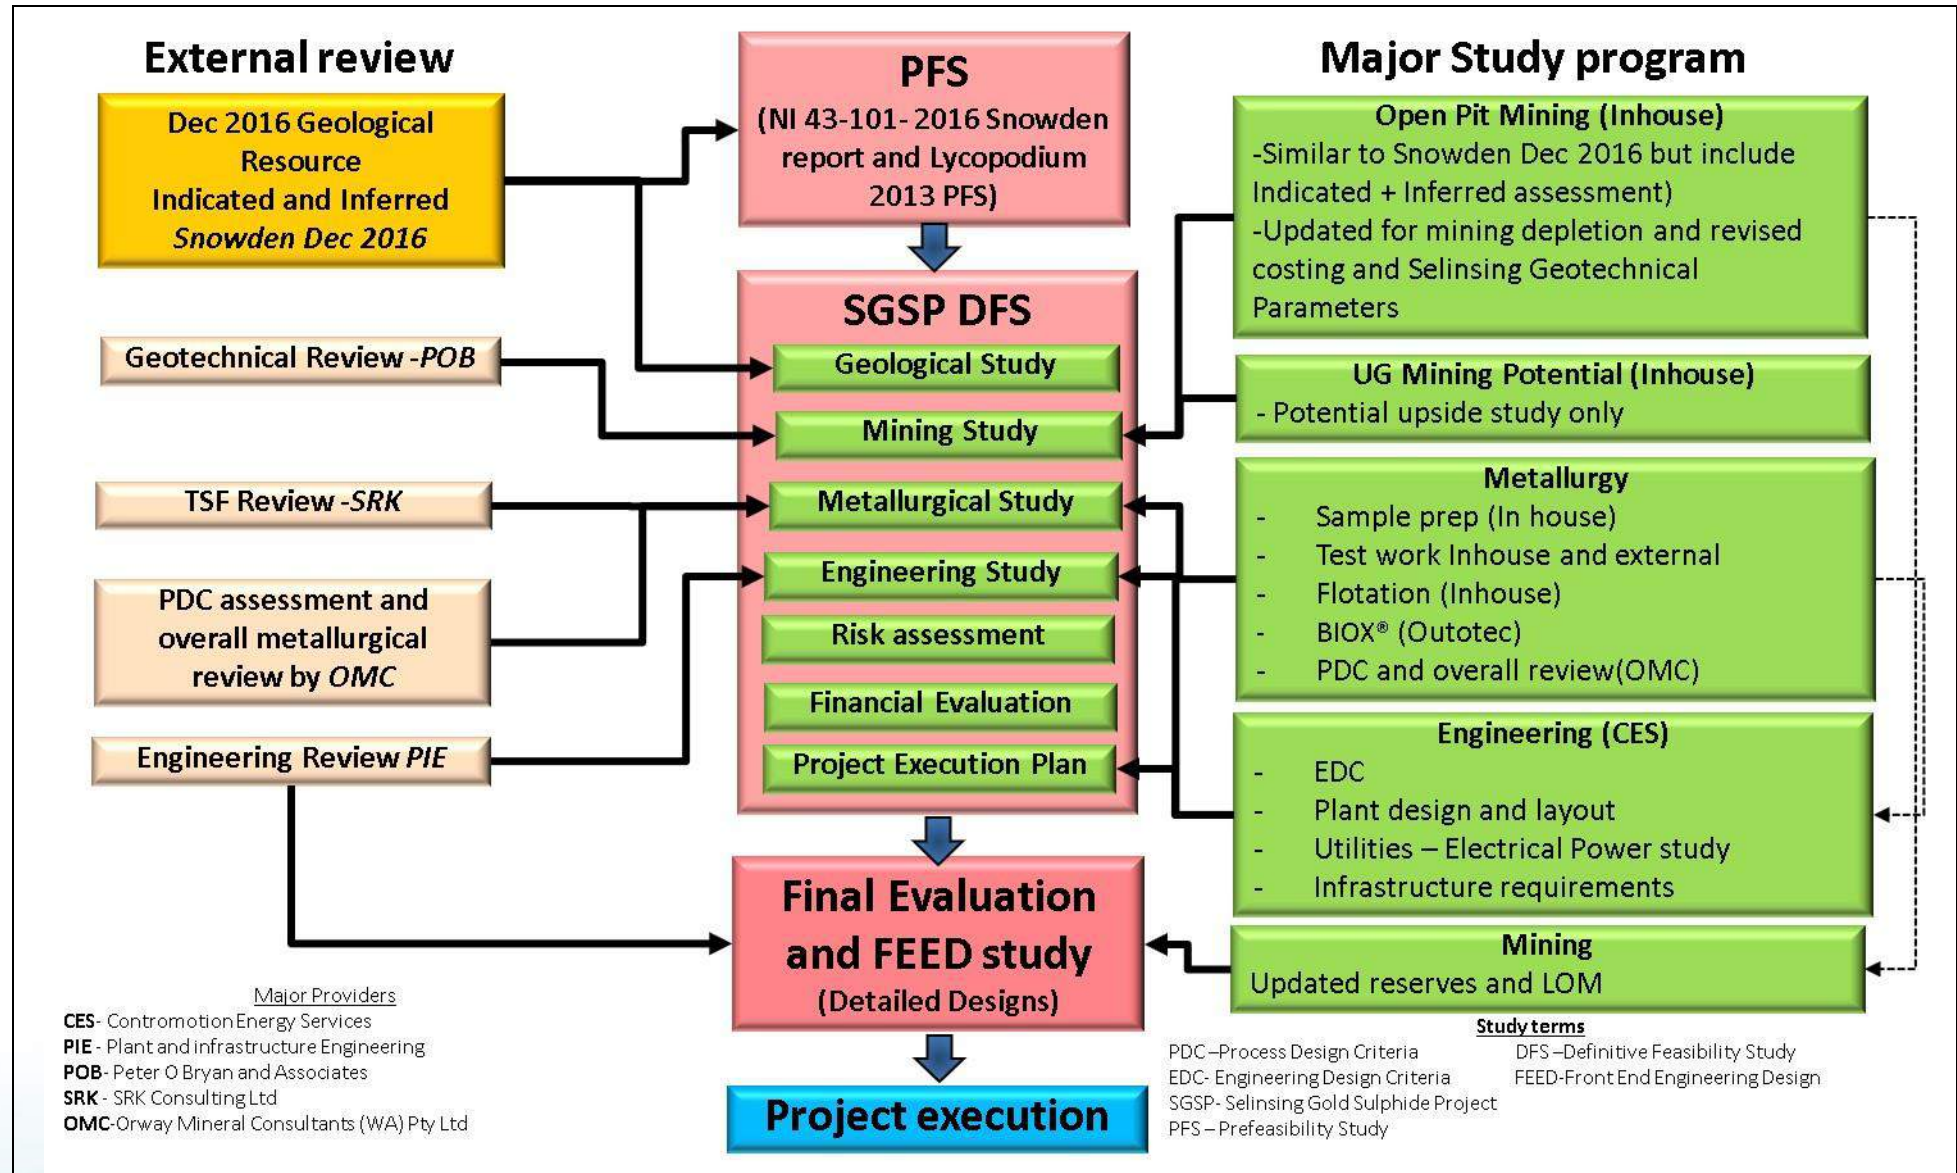 External review
Dec 2016 Geological
Resource
Indicated and Inferred
Snowden Dec 2016
Geotechnical Review -POB
TSF Review -SRK
PDC assessment and
overall metallurgical
review by OMC
Engineering Review PIE
PFS
(NI 43-101- 2016 Snowden
report and Lycopodium
2013 PFS)
SGSP DFS
Geological Study
Mining Study
Metallurgical Study
Engineering Study
Risk assessment
Financial Evaluation
Project Execution Plan
Final Evaluation
and FEED study
(Detailed Designs)
Project execution
Major Study program
Open Pit Mining (Inhouse)
-Similar to Snowden Dec 2016 but include
Indicated + Inferred assessment)
-Updated for mining depletion and revised
costing and Selinsing Geotechnical
Parameters
UG Mining Potential (Inhouse)
- Potential upside study only
Metallurgy
- Sample prep (In house)
- Test work Inhouse and external
- Flotation (Inhouse)
- BIOX® (Outotec)
- PDC and overall review(OMC)
Engineering (CES)
- EDC
- Plant design and layout
- Utilities – Electrical Power study
- Infrastructure requirements
Mining
Updated reserves and LOM
Major Providers
CES- Contromotion Energy Services
PIE - Plant and infrastructure Engineering
POB- Peter O Bryan and Associates
SRK - SRK Consulting Ltd
OMC-Orway Mineral Consultants (WA) Pty Ltd
Study terms
PDC –Process Design Criteria
EDC- Engineering Design Criteria
SGSP- Selinsing Gold Sulphide Project
PFS – Prefeasibility Study
DFS –Definitive Feasibility Study
FEED-Front End Engineering Design